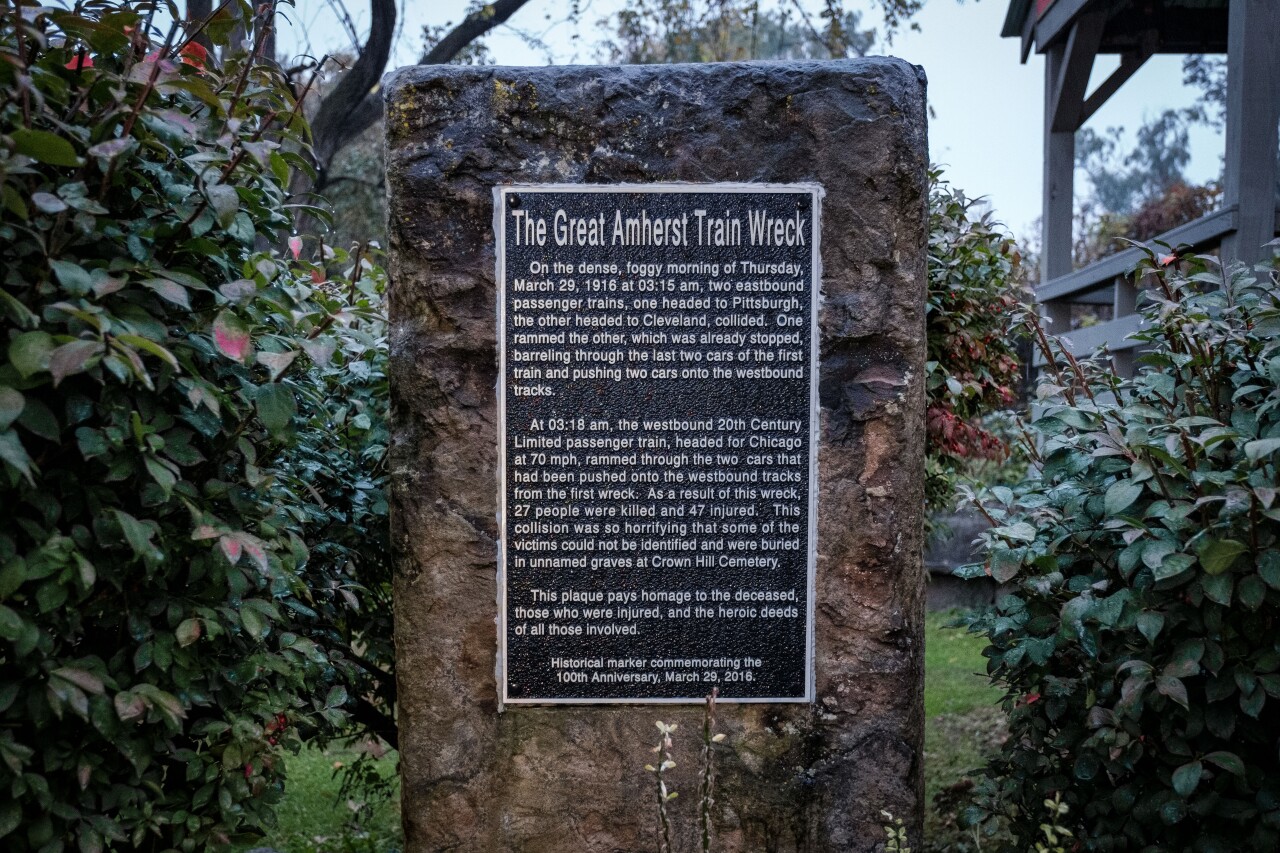 The Great Amherst Train Wreck
On the dense, foggy morning of Thursday,
March 29, 1916 at 03:15 am, two eastbound
passenger trains, one headed to Pittsburgh,
the other headed to Cleveland, collided. One
rammed the other, which was already stopped,
barreling through the last two cars of the first
train and pushing two cars onto the westbound
tracks.
At 03:18 am, the westbound 20th Century
Limited passenger train, headed for Chicago
at 70 mph, rammed through the two cars that
had been pushed onto the westbound tracks
from the first wreck. As a result of this wreck,
27 people were killed and 47 injured. This
collision was so horrifying that some of the
victims could not be identified and were buried
in unnamed graves at Crown Hill Cemetery.
This plaque pays homage to the deceased,
those who were injured, and the heroic deeds
of all those involved.
Historical marker commemorating the
100th Anniversary, March 29, 2016.